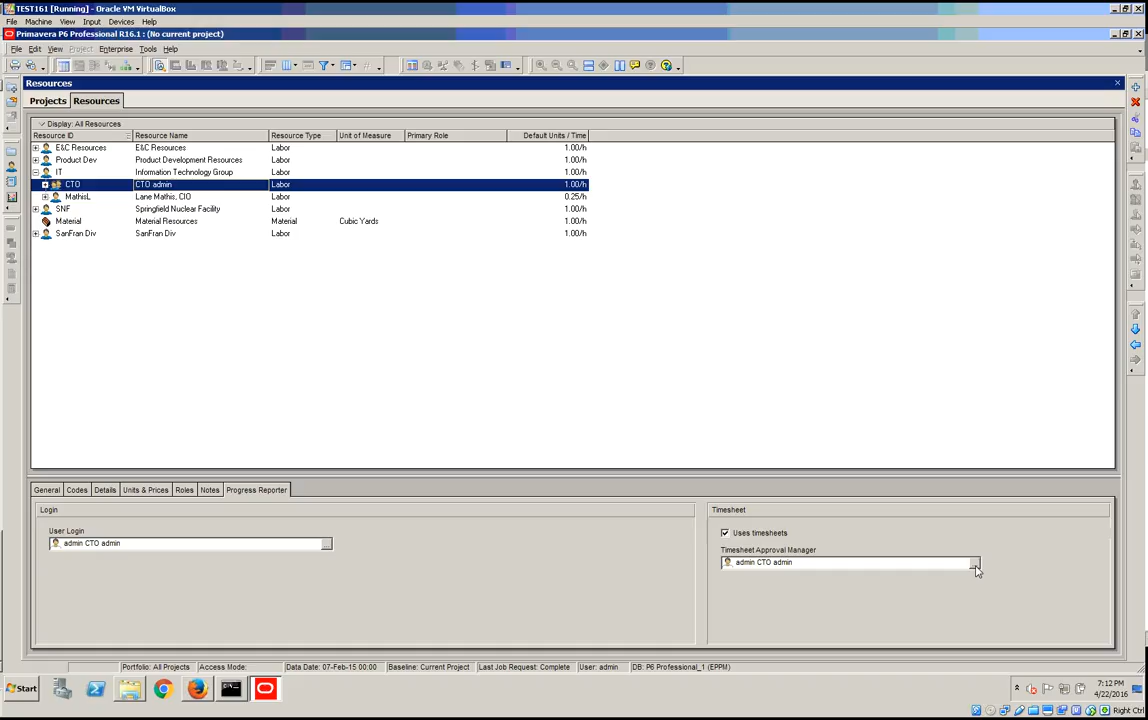 TEST161 [Running] - Oracle VM VirtualBox
File Machine View Input Devices Help
Primavera P6 Professional R16.1 : (No current project)
File Edit View Project Enterprise Tools Help
Resources
Projects Resources
Display: All Resources
Resource ID Resource Name Resource Type Unit of Measure Primary Role Default Units / Time
E&C Resources E&C Resources Labor 1.00/h
Product Dev Product Development Resources Labor 1.00/h
IT Information Technology Group Labor 1.00/h
CTO CTO admin Labor 1.00/h
MathisL Lane Mathis, CIO Labor 0.25/h
SNF Springfield Nuclear Facility Labor 1.00/h
Material Material Resources Material Cubic Yards
SanFran Div SanFran Div Labor 1.00/h
General Codes Details Units & Prices Roles Notes Progress Reporter
Login Timesheet
User Login Uses timesheets
admin CTO admin ... Timesheet Approval Manager
admin CTO admin
Portfolio: All Projects Access Mode: Data Date: 07-Feb-15 00:00 Baseline: Current Project Last Job Request: Complete User: admin DB: P6 Professional_1 (EPPM)
Start 7:12 PM
4/22/2016
Right Ctrl